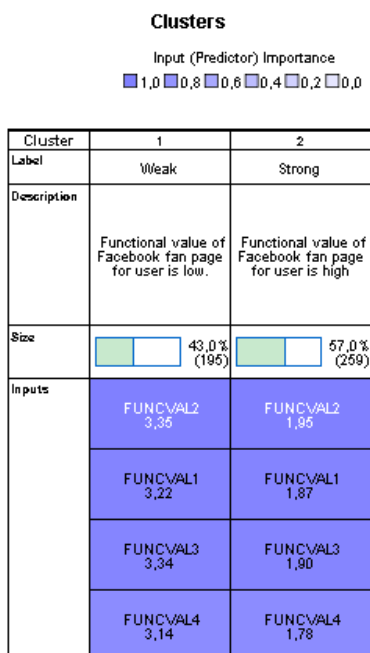 Clusters
Input (Predictor) Importance
1,0 0,8 0,6 0,4 0,2 0,0
Cluster 1 2
Label Weak Strong
Description
Functional value of Functional value of
Facebook fan page Facebook fan page
for user is low. for user is high
Size 43,0% 57,0%
(195) (259)
Inputs
FUNCVAL2 FUNCVAL2
3,35 1,95
FUNCVAL1 FUNCVAL1
3,22 1,87
FUNCVAL3 FUNCVAL3
3,34 1,90
FUNCVAL4 FUNCVAL4
3,14 1,78